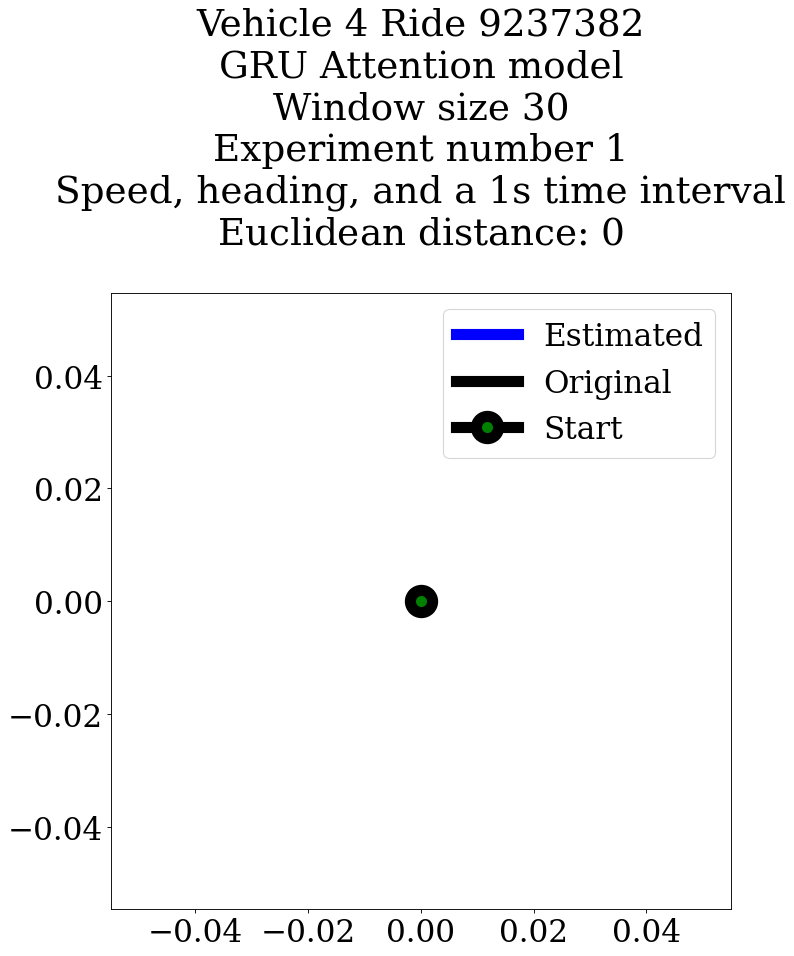 Vehicle 4 Ride 9237382
GRU Attention model
Window size 30
Experiment number 1
Speed, heading, and a 1s time interval
Euclidean distance: 0
Estimated
Original
Start
0.04
0.02
0.00
−0.02
−0.04
−0.04 −0.02 0.00 0.02 0.04